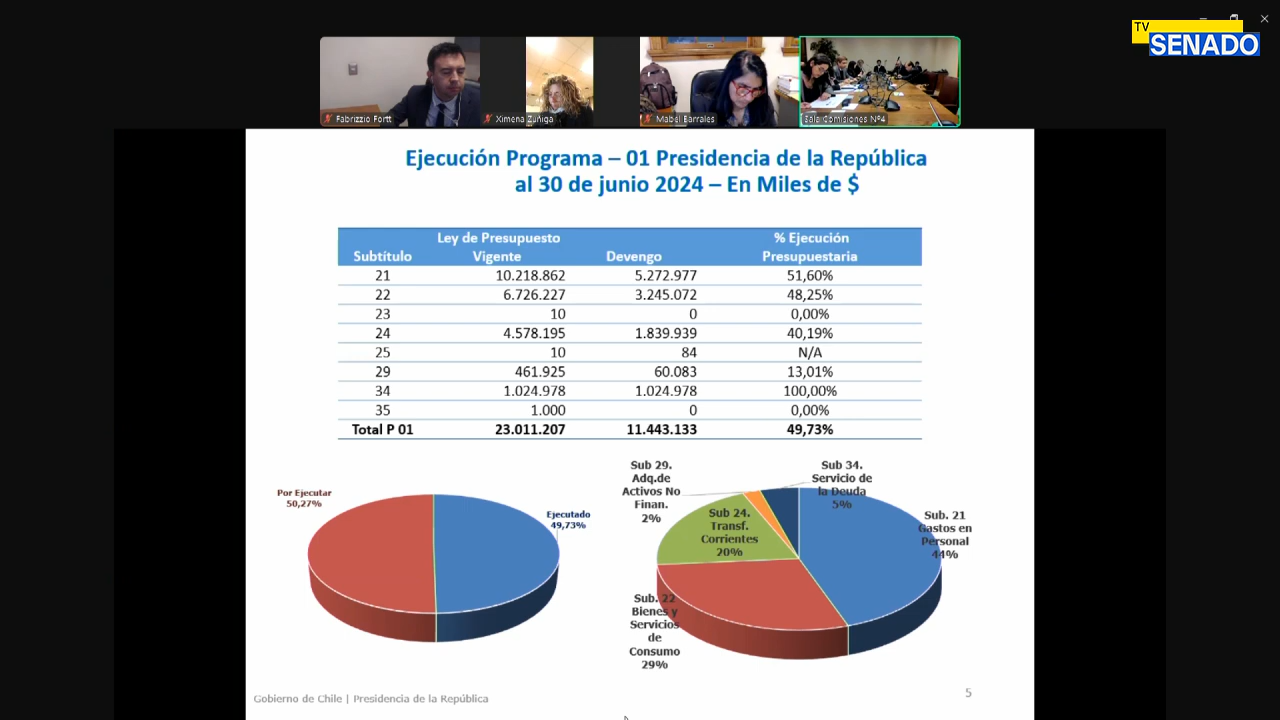 TV
SENADO
Fabrizzio Fortt
Ximena Zuñiga
Mabel Barrales
Sala Comisiones Nº4
Ejecución Programa – 01 Presidencia de la República
al 30 de junio 2024 – En Miles de $
Subtítulo Ley de Presupuesto Vigente Devengo % Ejecución Presupuestaria
21 10.218.862 5.272.977 51,60%
22 6.726.227 3.245.072 48,25%
23 10 0 0,00%
24 4.578.195 1.839.939 40,19%
25 10 84 N/A
29 461.925 60.083 13,01%
34 1.024.978 1.024.978 100,00%
35 1.000 0 0,00%
Total P 01 23.011.207 11.443.133 49,73%
Por Ejecutar
50,27%
Ejecutado
49,73%
Sub 29.
Adq.de
Activos No
Finan.
2%
Sub 34.
Servicio de
la Deuda
5%
Sub 24.
Transf.
Corrientes
20%
Sub. 21
Gastos en
Personal
44%
Sub. 22
Bienes y
Servicios
de
Consumo
29%
Gobierno de Chile | Presidencia de la República
5